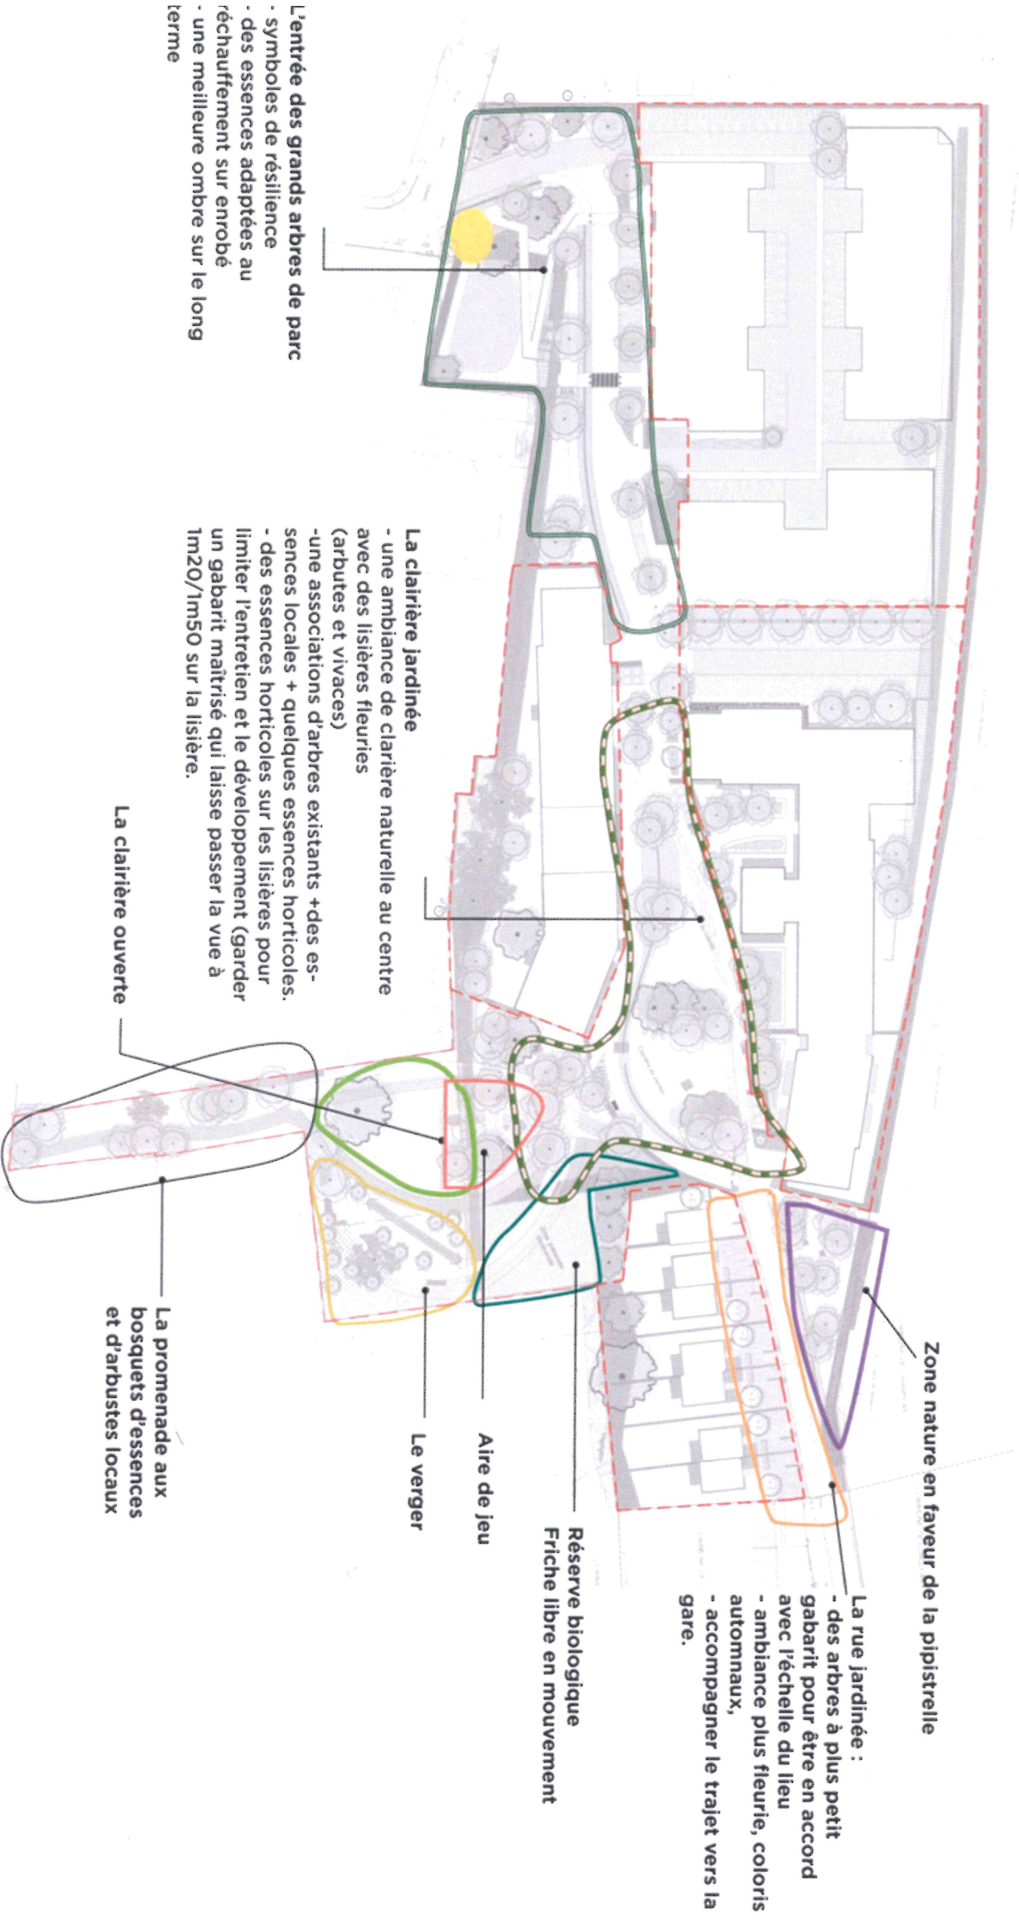 L'entrée des grands arbres de parc
- symboles de résilience
- des essences adaptées au
réchauffement sur enrobé
- une meilleure ombre sur le long
terme
La clairière jardinée
- une ambiance de clarière naturelle au centre
avec des lisières fleuries
(arbutes et vivaces)
-une associations d'arbres existants +des es-
sences locales + quelques essences horticoles.
- des essences horticoles sur les lisières pour
limiter l'entretien et le développement (garder
un gabarit maîtrisé qui laisse passer la vue à
1m20/1m50 sur la lisière.
La clairière ouverte
La promenade aux
bosquets d'essences
et d'arbustes locaux
Le verger
Aire de jeu
Réserve biologique
Friche libre en mouvement
Zone nature en faveur de la pipistrelle
La rue jardinée :
- des arbres à plus petit
gabarit pour être en accord
avec l'échelle du lieu
- ambiance plus fleurie, coloris
automnaux,
- accompagner le trajet vers la
gare.